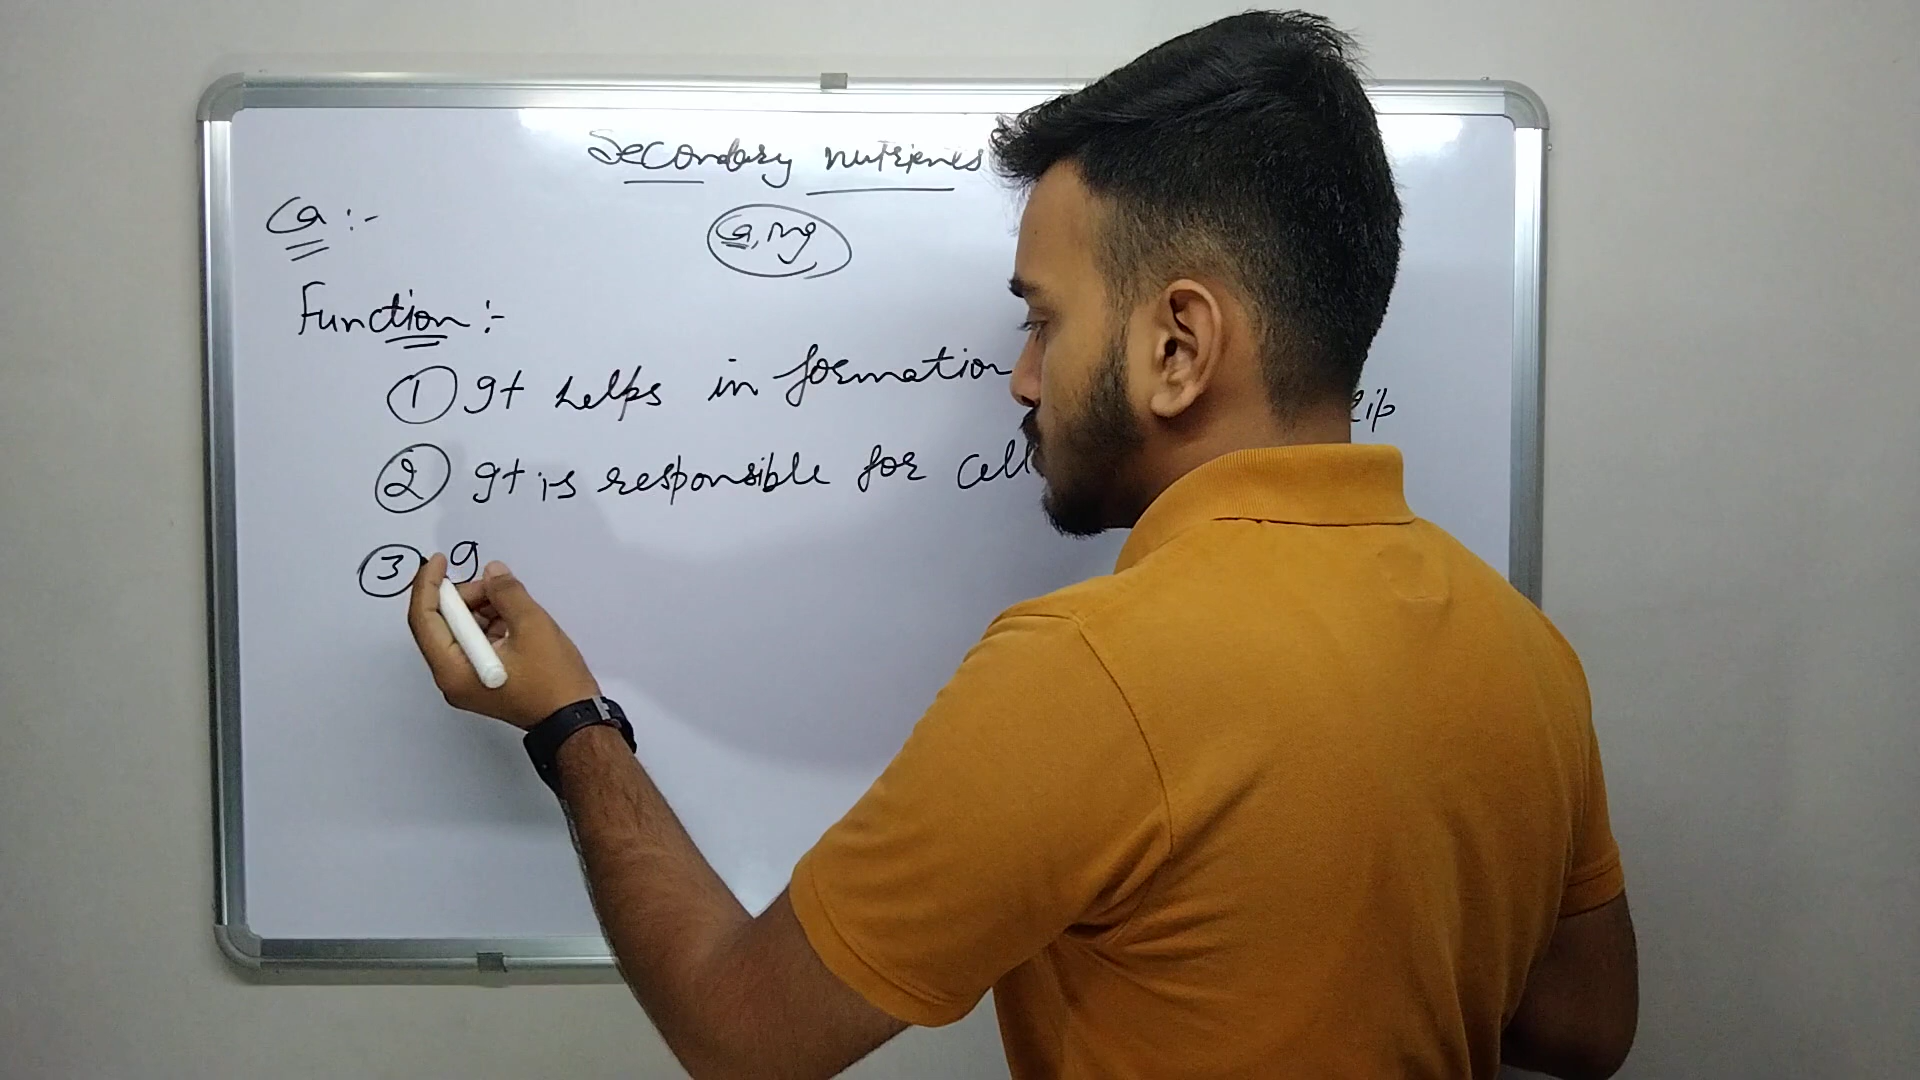 Secondary nutrients
Ca, Mg
Ca :-
Function :-
① It helps in formation
② It is responsible for cell
③